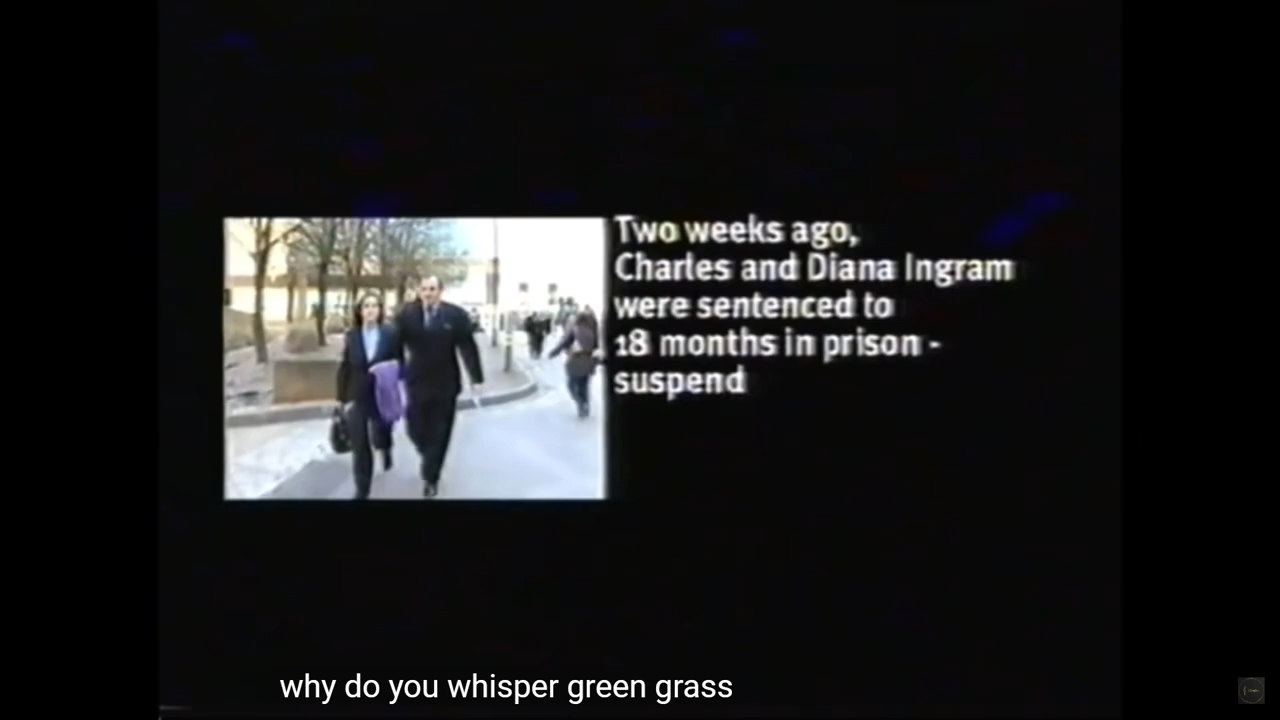 Two weeks ago,
Charles and Diana Ingram
were sentenced to
18 months in prison -
suspend
why do you whisper green grass